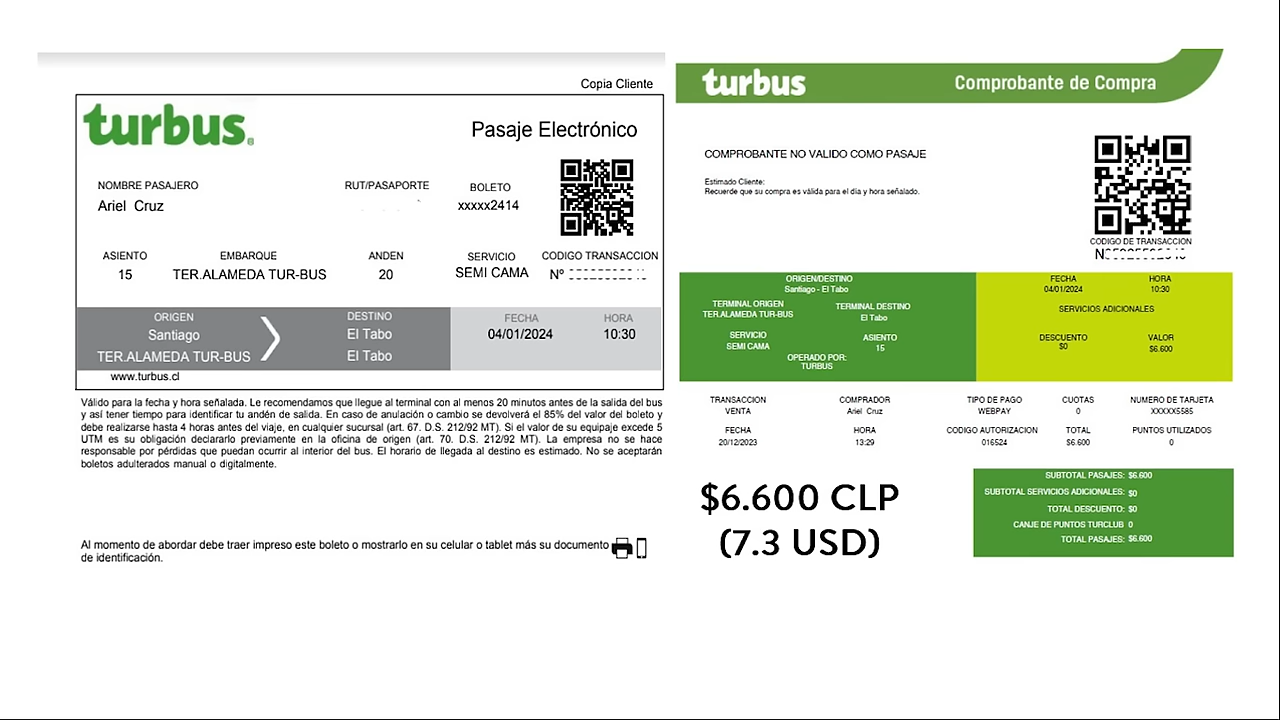 Copia Cliente
turbus®
Pasaje Electrónico
NOMBRE PASAJERO
RUT/PASAPORTE
BOLETO
Ariel Cruz
xxxxx2414
ASIENTO
EMBARQUE
ANDEN
SERVICIO
CODIGO TRANSACCION
15
TER.ALAMEDA TUR-BUS
20
SEMI CAMA
Nº
ORIGEN
DESTINO
FECHA
HORA
Santiago
El Tabo
04/01/2024
10:30
TER.ALAMEDA TUR-BUS
El Tabo
www.turbus.cl
Válido para la fecha y hora señalada. Le recomendamos que llegue al terminal con al menos 20 minutos antes de la salida del bus
y así tener tiempo para identificar tu andén de salida. En caso de anulación o cambio se devolverá el 85% del valor del boleto y
debe realizarse hasta 4 horas antes del viaje, en cualquier sucursal (art. 67. D.S. 212/92 MT). Si el valor de su equipaje excede 5
UTM es su obligación declararlo previamente en la oficina de origen (art. 70. D.S. 212/92 MT). La empresa no se hace
responsable por pérdidas que puedan ocurrir al interior del bus. El horario de llegada al destino es estimado. No se aceptarán
boletos adulterados manual o digitalmente.
Al momento de abordar debe traer impreso este boleto o mostrarlo en su celular o tablet más su documento
de identificación.
turbus
Comprobante de Compra
COMPROBANTE NO VALIDO COMO PASAJE
Estimado Cliente:
Recuerde que su compra es válida para el día y hora señalado.
CODIGO DE TRANSACCION
ORIGEN/DESTINO
Santiago - El Tabo
TERMINAL ORIGEN
TERMINAL DESTINO
TER.ALAMEDA TUR-BUS
El Tabo
SERVICIO
ASIENTO
SEMI CAMA
15
OPERADO POR:
TURBUS
FECHA
HORA
04/01/2024
10:30
SERVICIOS ADICIONALES
DESCUENTO
VALOR
$0
$6.600
TRANSACCION
COMPRADOR
TIPO DE PAGO
CUOTAS
NUMERO DE TARJETA
VENTA
Ariel Cruz
WEBPAY
0
XXXXX5585
FECHA
HORA
CODIGO AUTORIZACION
TOTAL
PUNTOS UTILIZADOS
20/12/2023
13:29
016524
$6.600
0
SUBTOTAL PASAJES: $6.600
SUBTOTAL SERVICIOS ADICIONALES: $0
TOTAL DESCUENTO: $0
CANJE DE PUNTOS TURCLUB 0
TOTAL PASAJES: $6.600
$6.600 CLP
(7.3 USD)